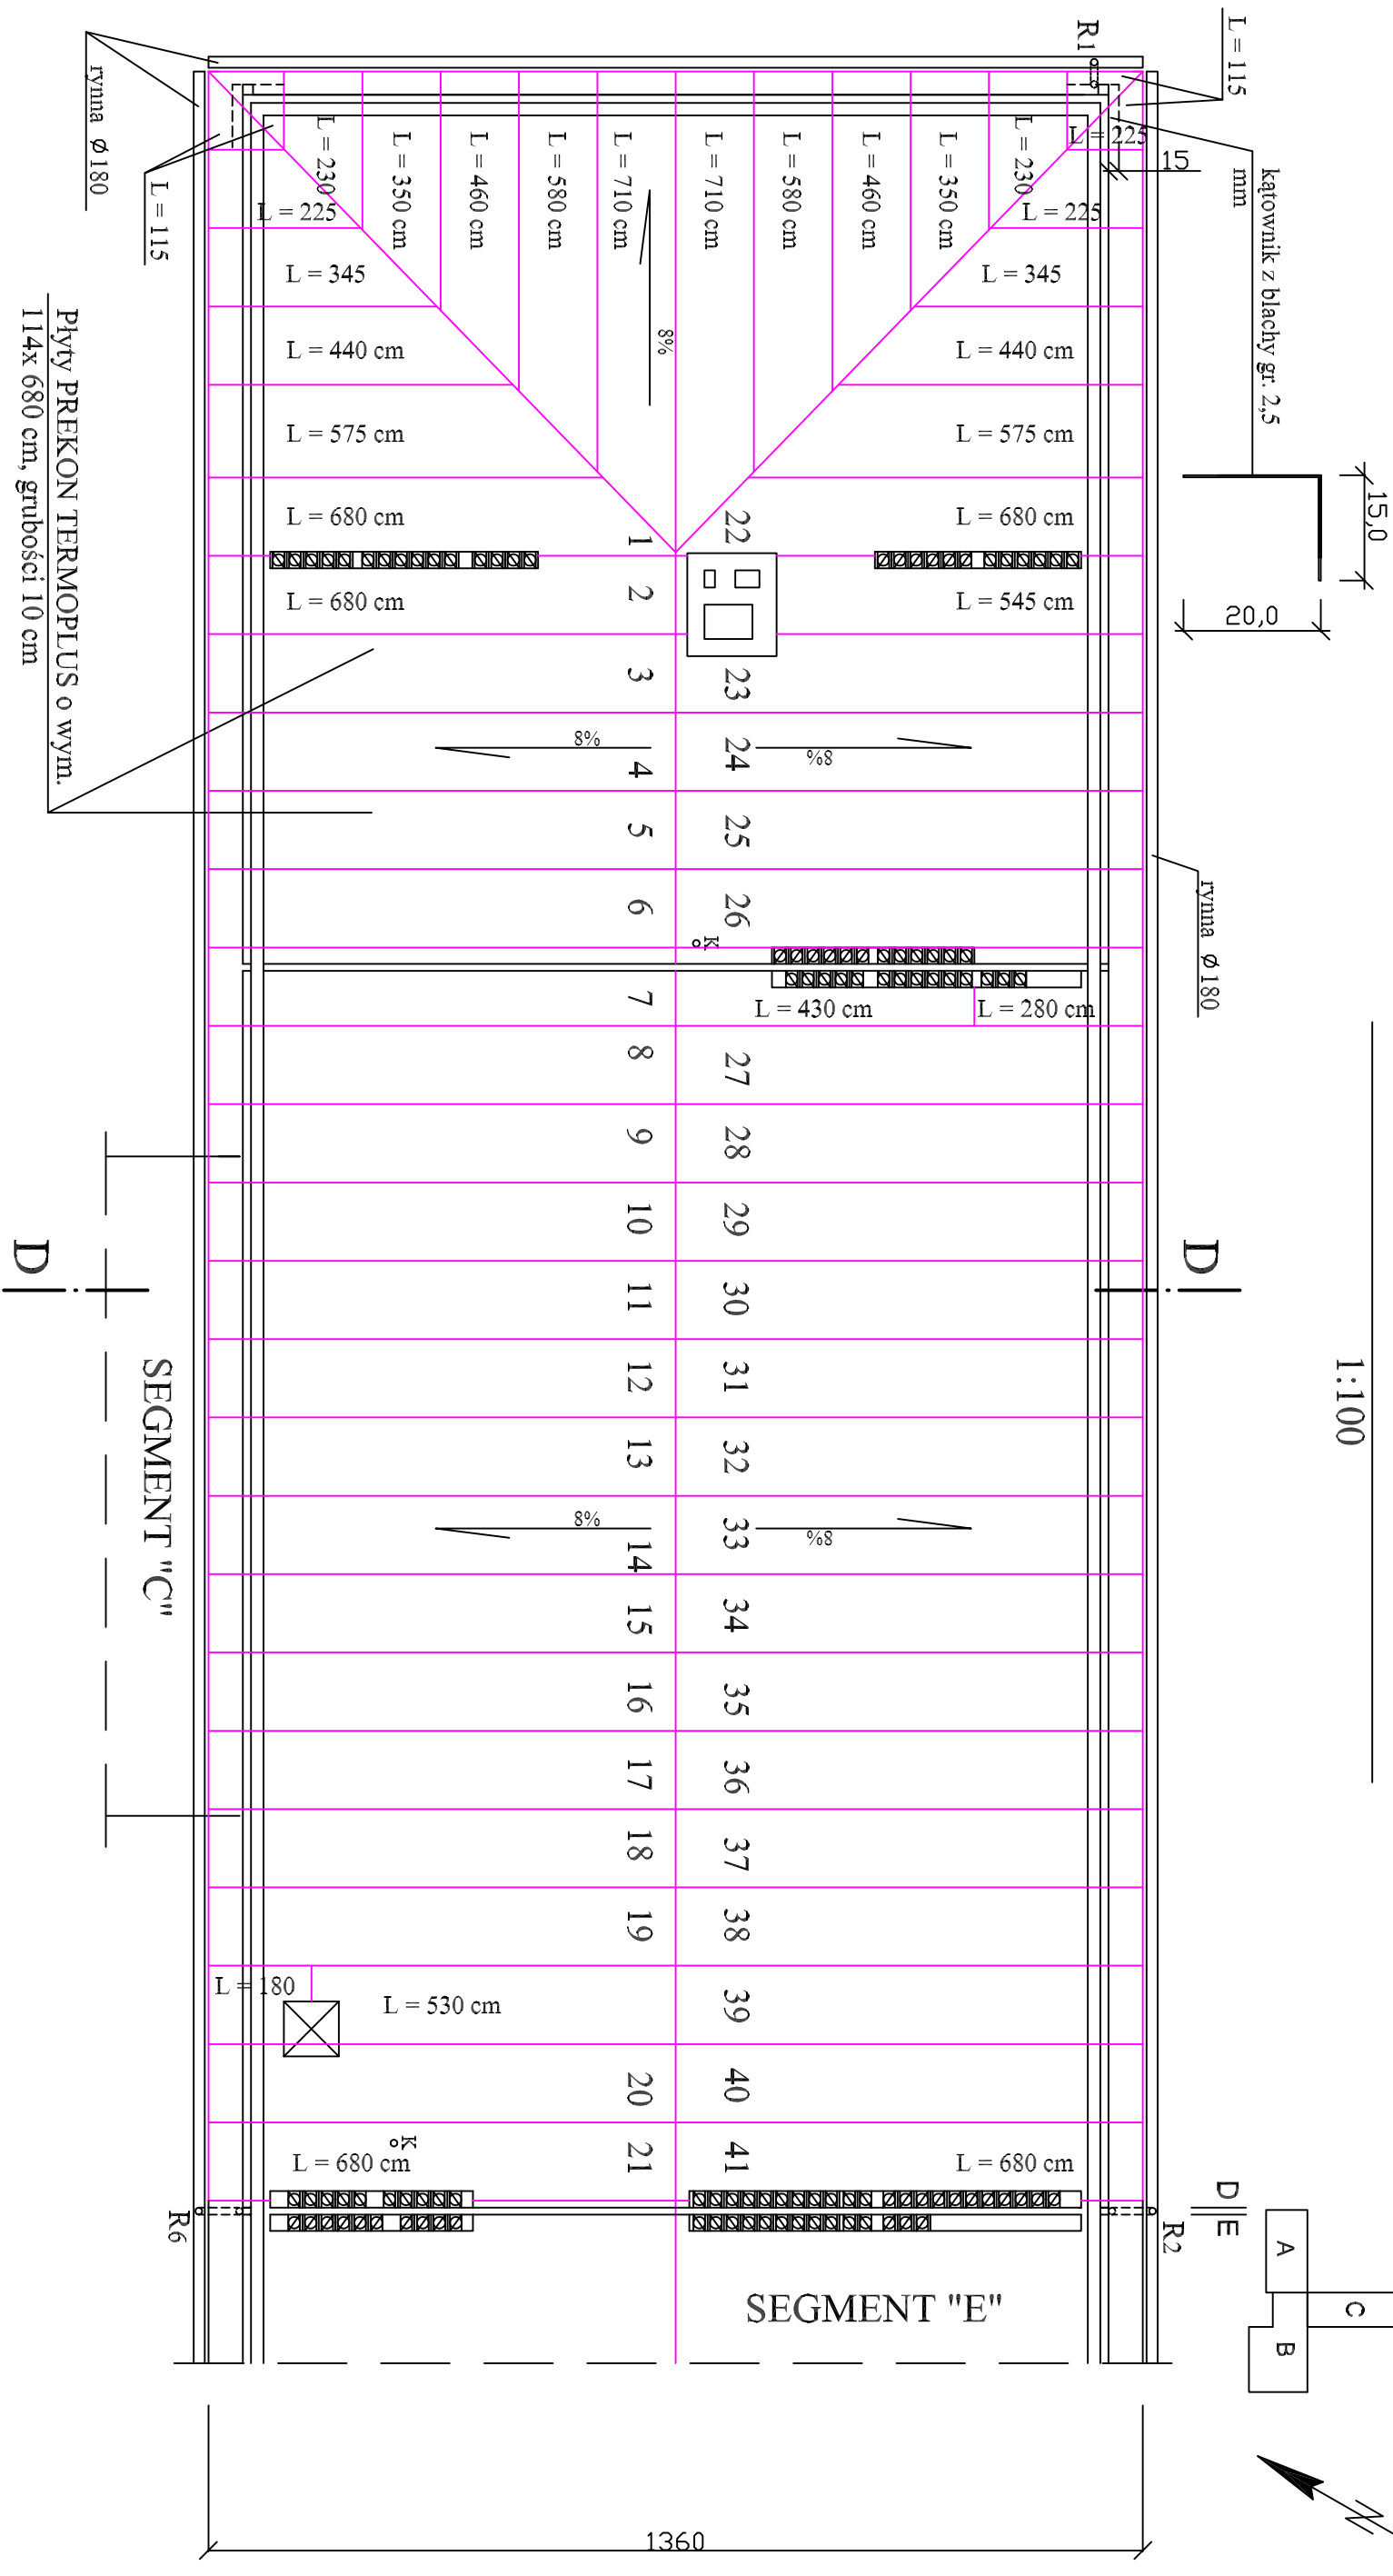 L = 115
R1
L = 225
15
kątownik z blachy gr. 2,5
mm
rynna ϕ180
L = 115
L = 230
L = 350 cm
L = 460 cm
L = 580 cm
L = 710 cm
L = 710 cm
L = 580 cm
L = 460 cm
L = 350 cm
L = 230
L = 225
L = 225
L = 345
L = 345
8%
L = 440 cm
L = 440 cm
L = 575 cm
L = 575 cm
15,0
20,0
L = 680 cm
L = 680 cm
1
22
L = 680 cm
2
L = 545 cm
Płyty PREKON TERMOPLUS o wym.
114x 680 cm, grubości 10 cm
3
23
8%
8%
4
24
5
25
6
26
K
rynna ϕ180
7
L = 430 cm
L = 280 cm
8
27
9
28
10
29
D
D
11
30
1:100
12
31
SEGMENT "C"
13
32
8%
8%
14
33
15
34
16
35
17
36
18
37
19
38
L = 180
L = 530 cm
39
20
40
K
21
41
L = 680 cm
L = 680 cm
R6
R2
D
E
A
C
B
SEGMENT "E"
N
1360